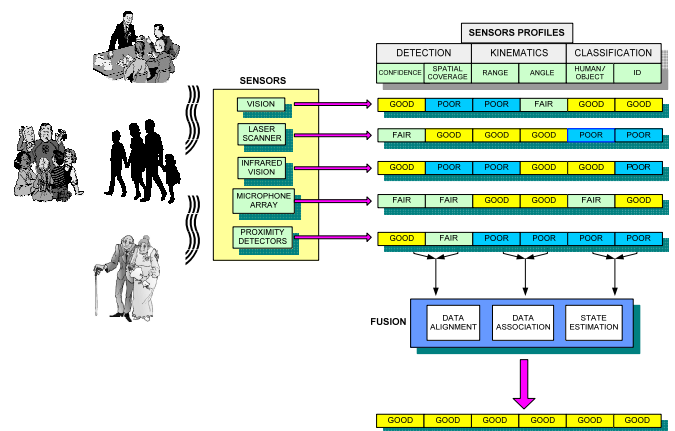 SENSORS PROFILES
DETECTION KINEMATICS CLASSIFICATION
CONFIDENCE SPATIAL COVERAGE RANGE ANGLE HUMAN/ OBJECT ID
SENSORS
VISION
GOOD POOR POOR FAIR GOOD GOOD
LASER
SCANNER
FAIR GOOD GOOD GOOD POOR POOR
INFRARED
VISION
GOOD POOR POOR GOOD GOOD POOR
MICROPHONE
ARRAY
FAIR FAIR GOOD GOOD FAIR GOOD
PROXIMITY
DETECTORS
GOOD FAIR POOR POOR POOR POOR
FUSION
DATA
ALIGNMENT
DATA
ASSOCIATION
STATE
ESTIMATION
GOOD GOOD GOOD GOOD GOOD GOOD